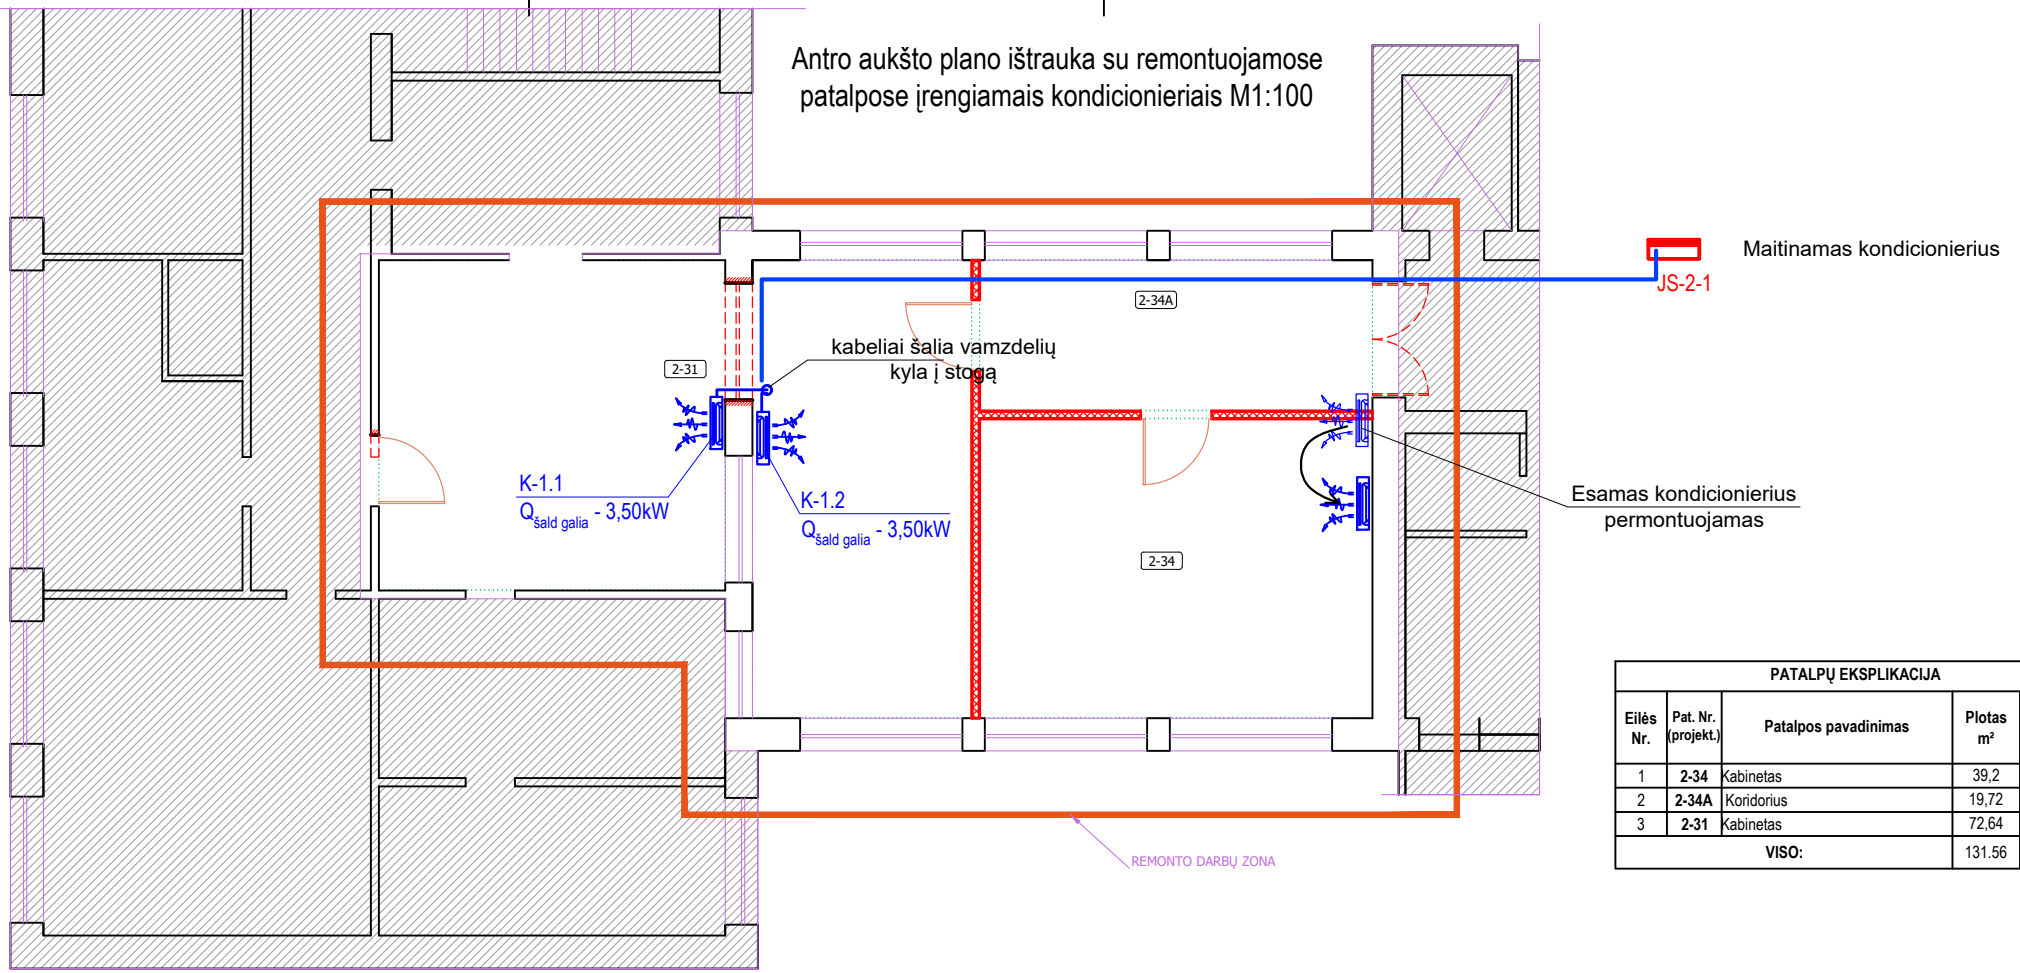 Antro aukšto plano ištrauka su remontuojamose
patalpose įrengiamais kondicionieriais M1:100
Maitinamas kondicionierius
JS-2-1
2-34A
kabeliai šalia vamzdelių
kyla į stogą
2-31
K-1.1
Qšald galia - 3,50kW
K-1.2
Qšald galia - 3,50kW
Esamas kondicionierius
permontuojamas
2-34
REMONTO DARBŲ ZONA
PATALPŲ EKSPLIKACIJA
Eilės Nr. Pat. Nr. (projekt.) Patalpos pavadinimas Plotas m²
1 2-34 Kabinetas 39,2
2 2-34A Koridorius 19,72
3 2-31 Kabinetas 72,64
VISO: 131.56